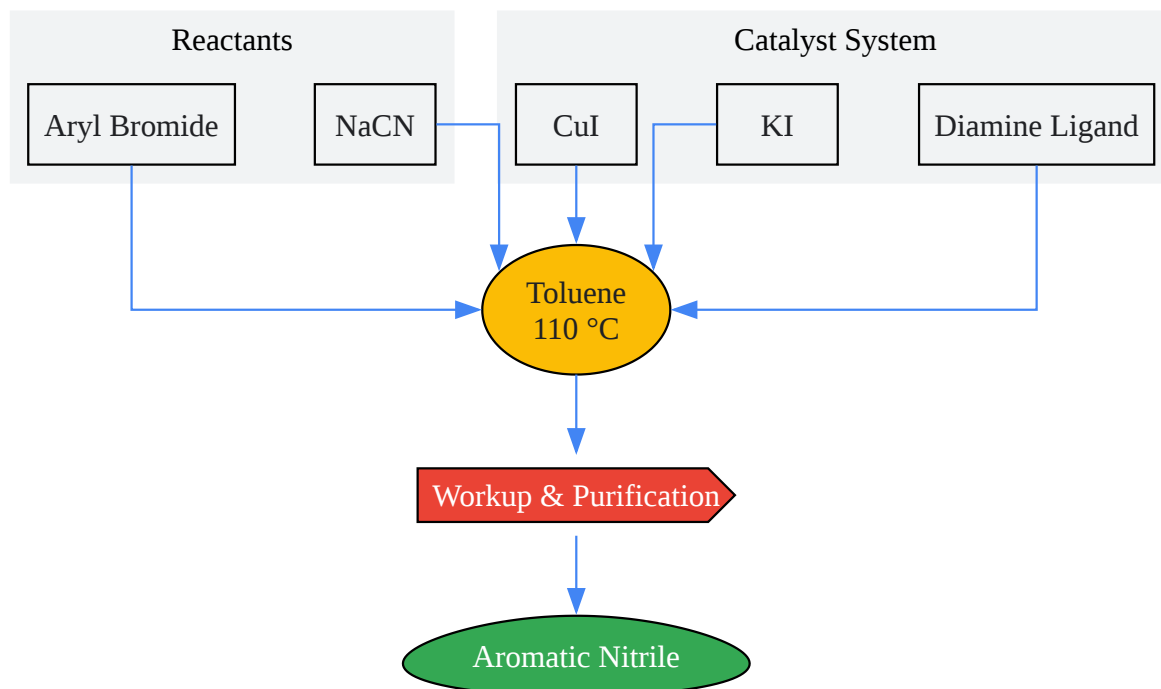 Reactants
Catalyst System
Aryl Bromide
NaCN
CuI
KI
Diamine Ligand
Toluene
110 °C
Workup & Purification
Aromatic Nitrile